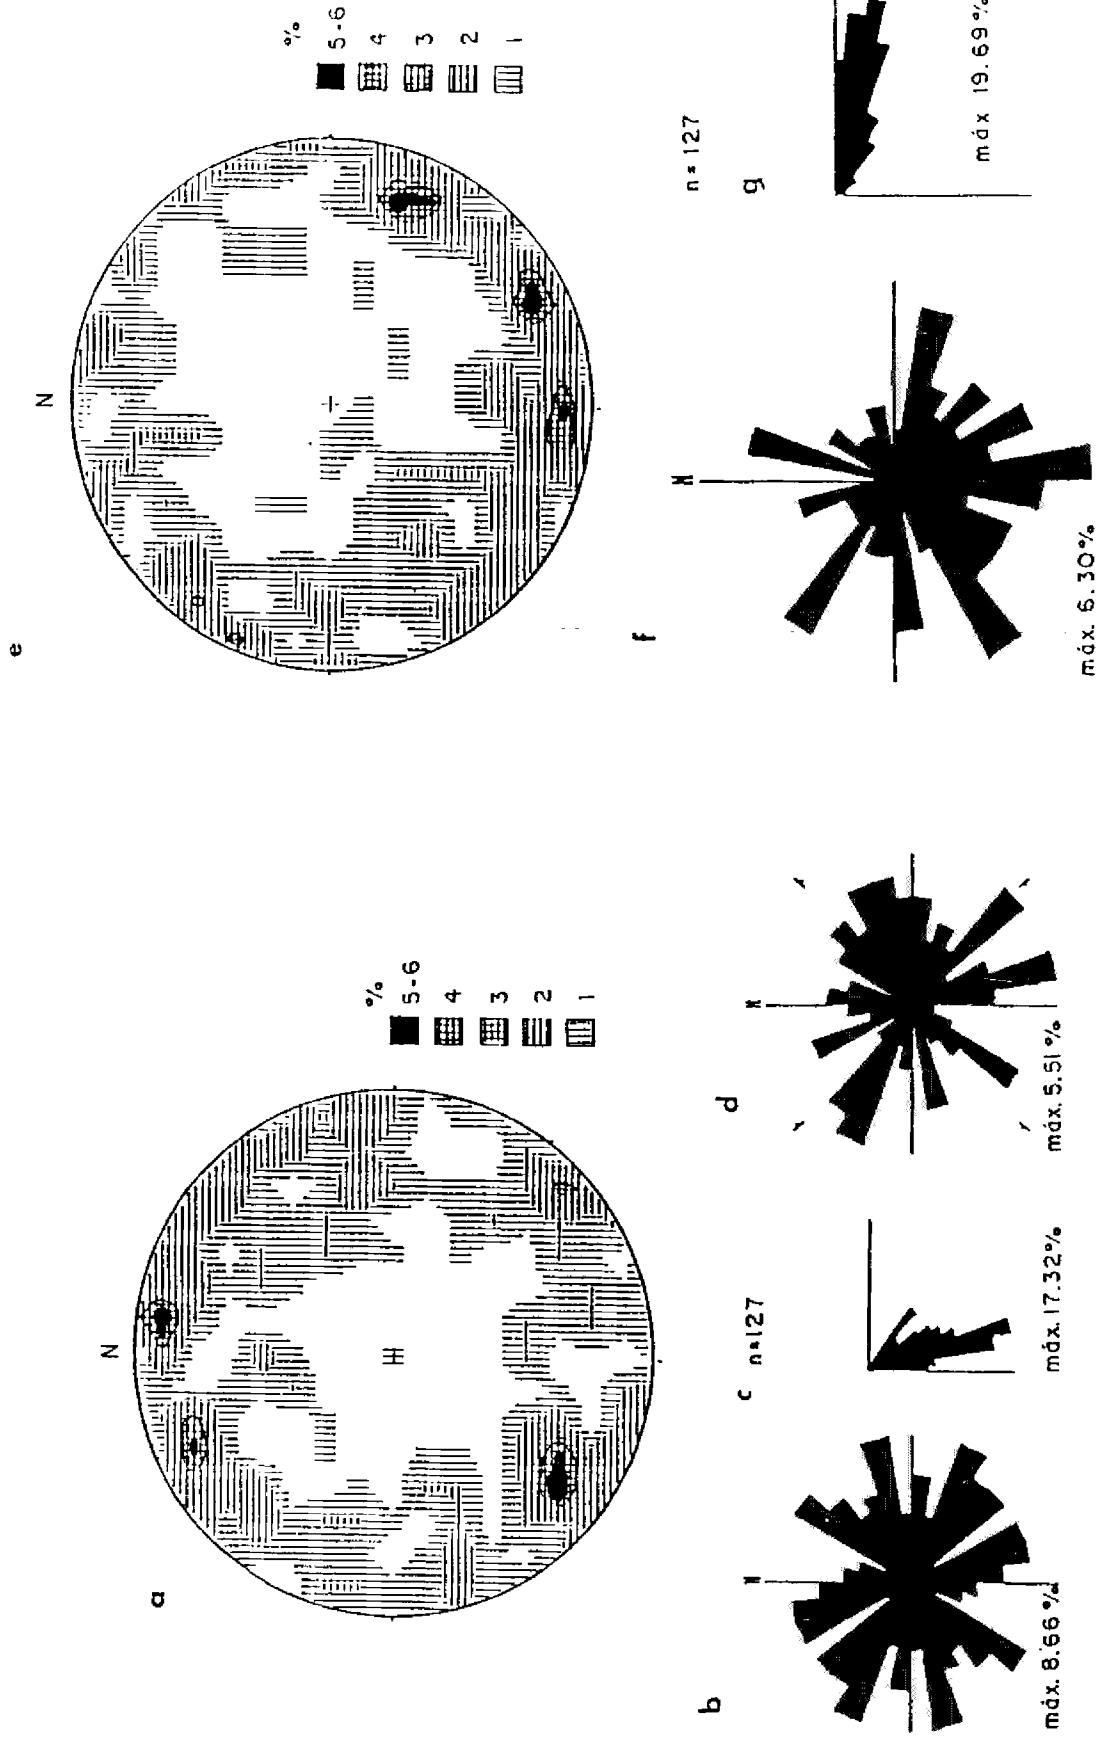 a
N
%
5-6
4
3
2
1
b
N
máx. 8.66%
c
n=127
máx. 17.32%
d
N
máx. 5.51%
e
N
%
5-6
4
3
2
1
f
N
máx. 6.30%
g
n=127
máx 19.69%